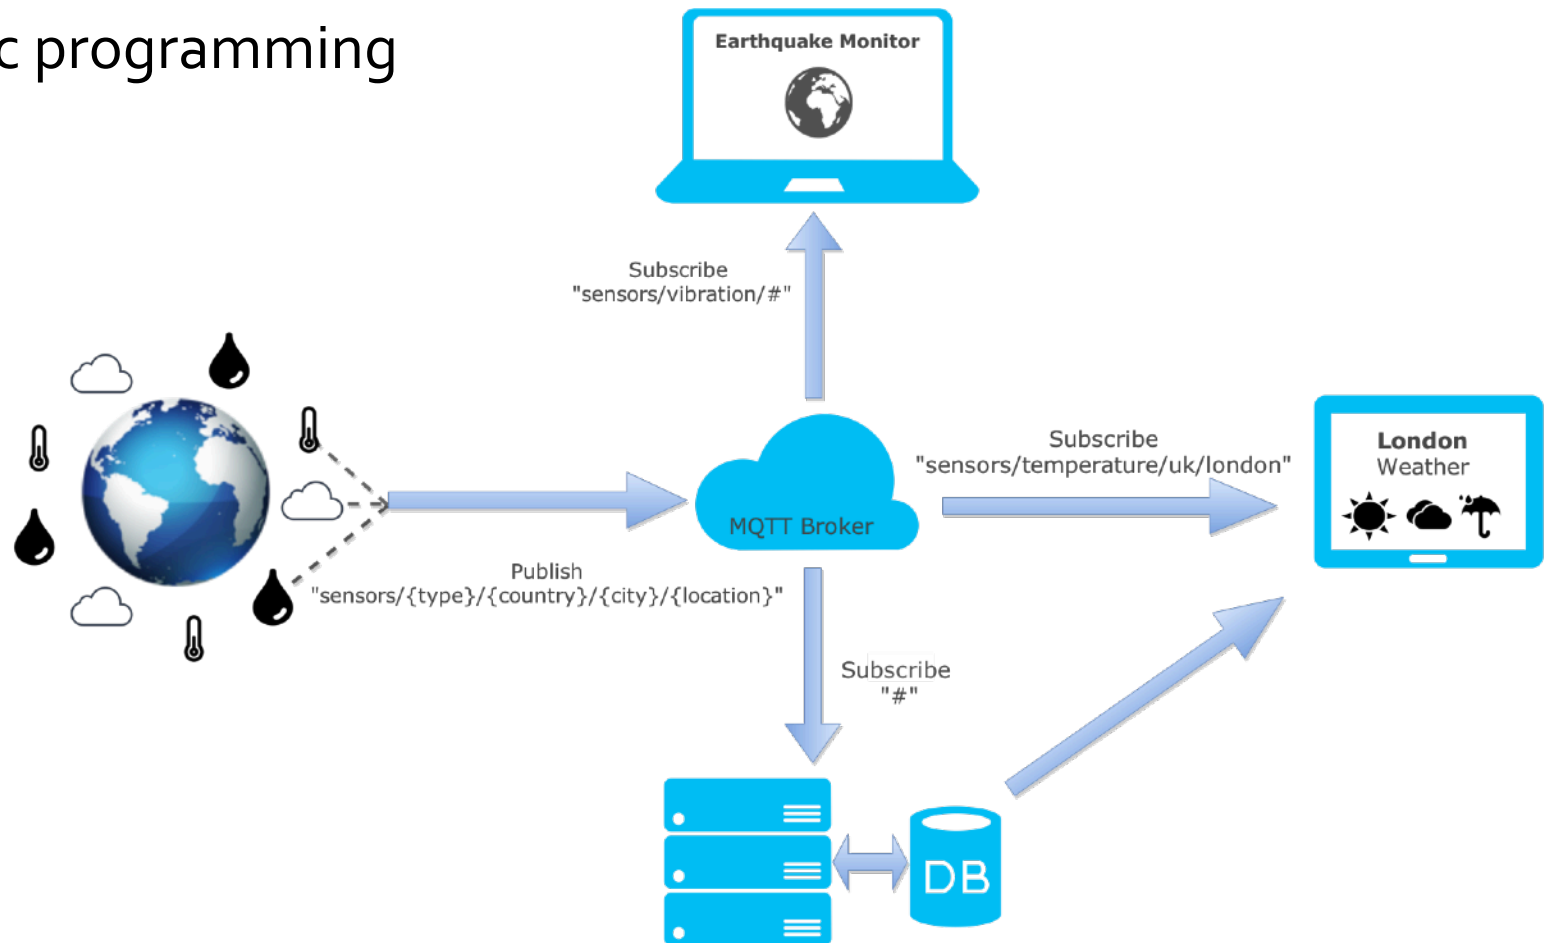 c programming
Earthquake Monitor
Subscribe
"sensors/vibration/#"
Subscribe
"sensors/temperature/uk/london"
London
Weather
MQTT Broker
Publish
"sensors/{type}/{country}/{city}/{location}"
Subscribe
"#"
DB